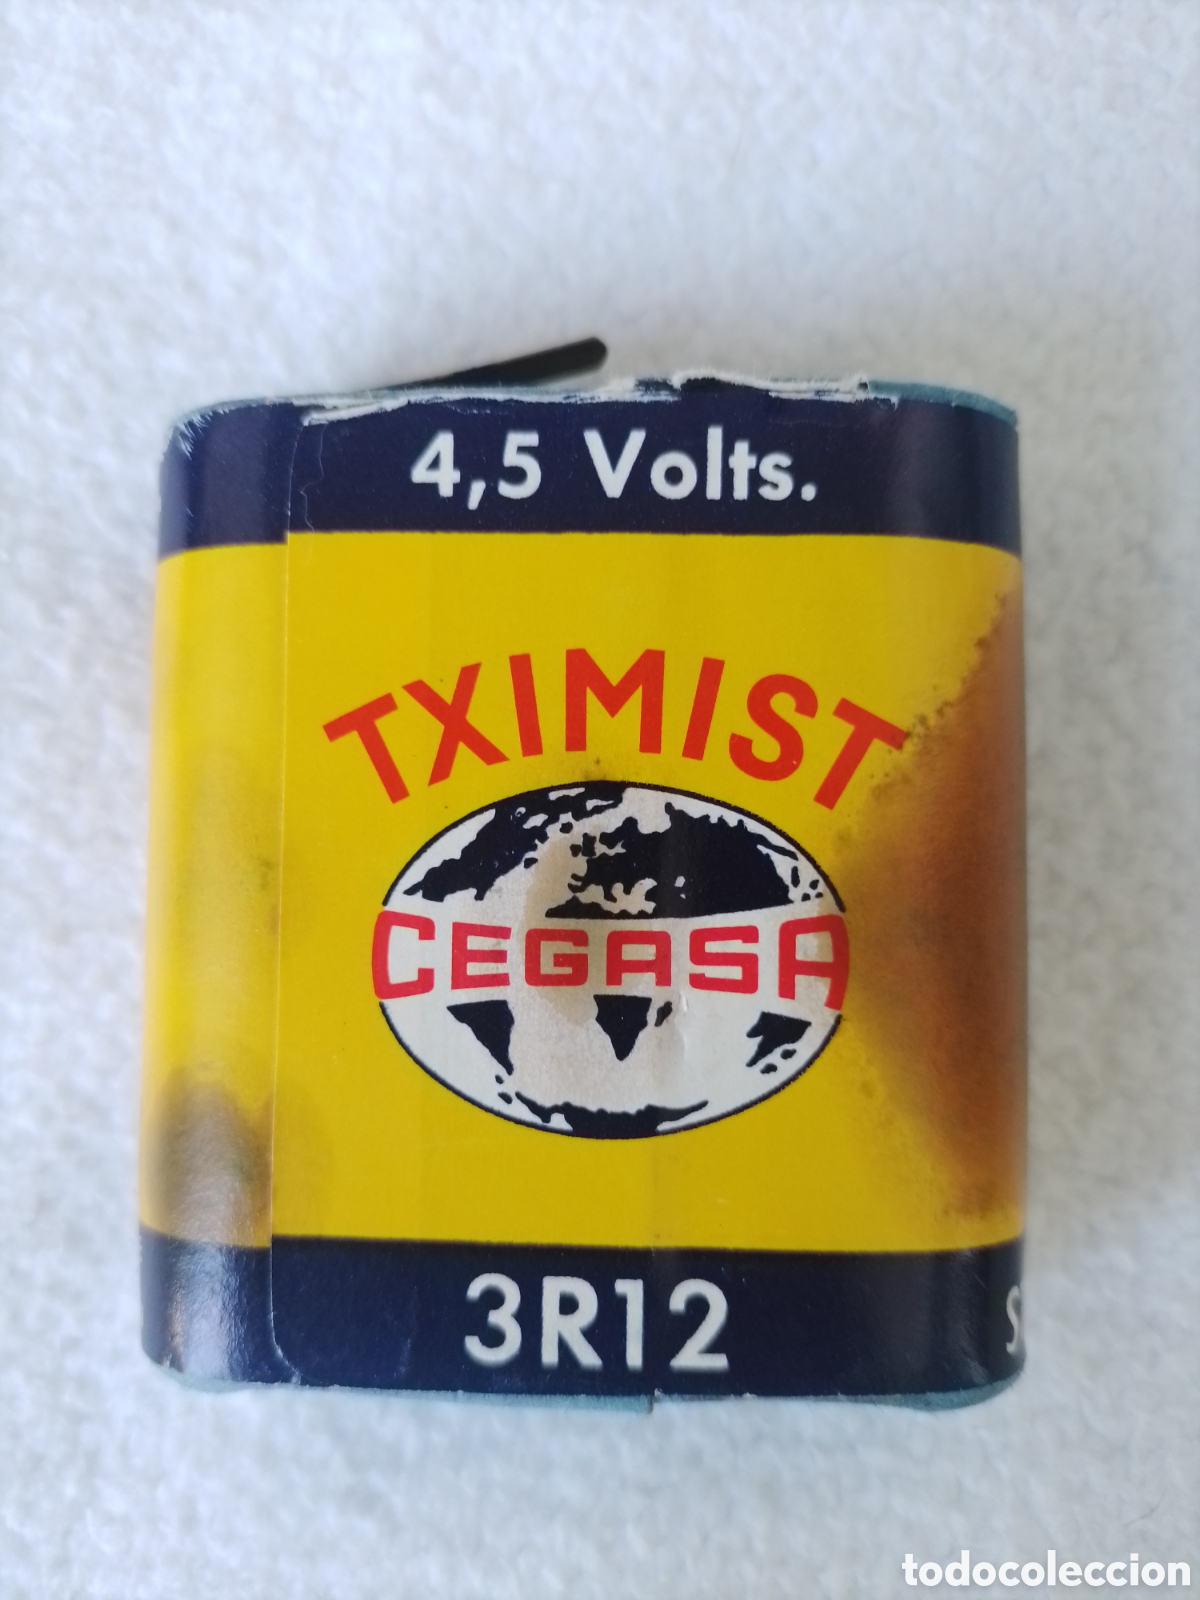 4,5 Volts.
TXIMIST
CEGASA
3R12
todocoleccion